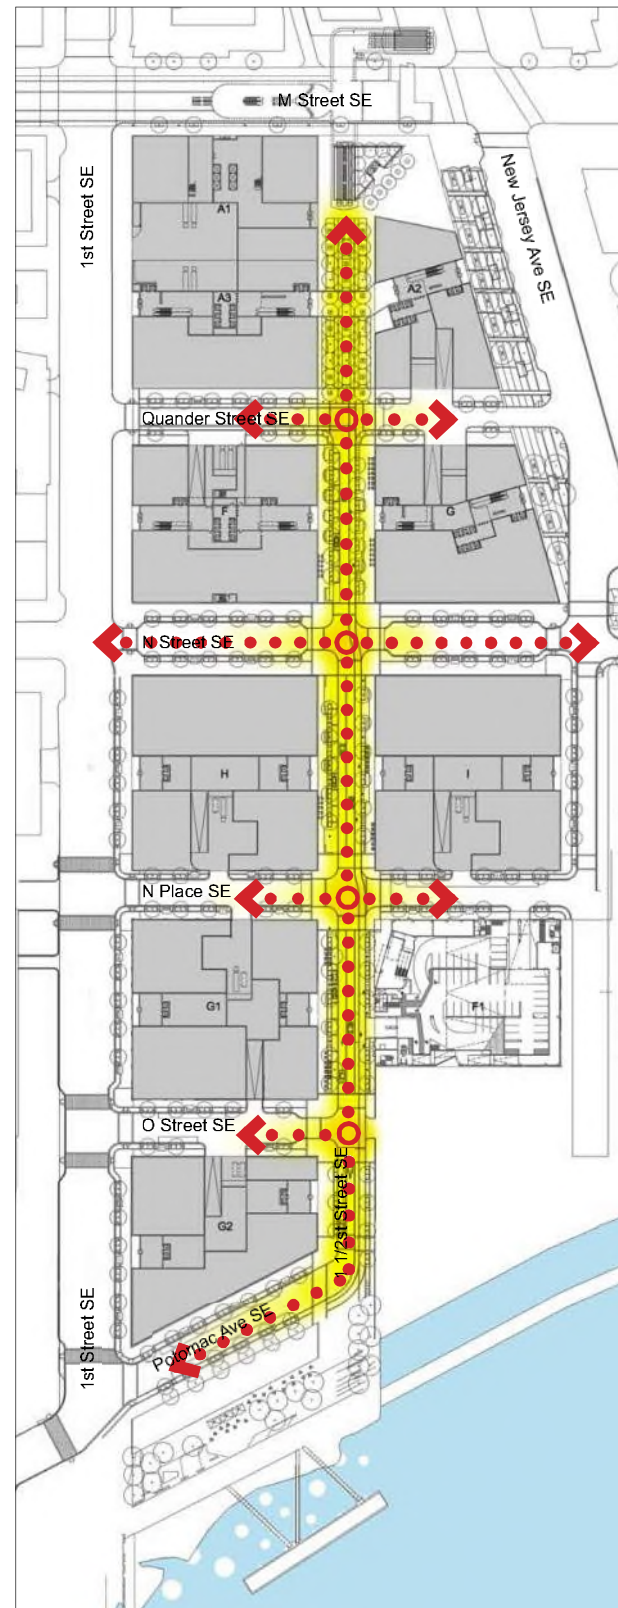 M Street SE
1st Street SE
New Jersey Ave SE
A1
A2
A3
Quander Street SE
F
G
N Street SE
H
I
N Place SE
G1
F1
O Street SE
1 1/2st Street SE
G2
Potomac Ave SE
1st Street SE